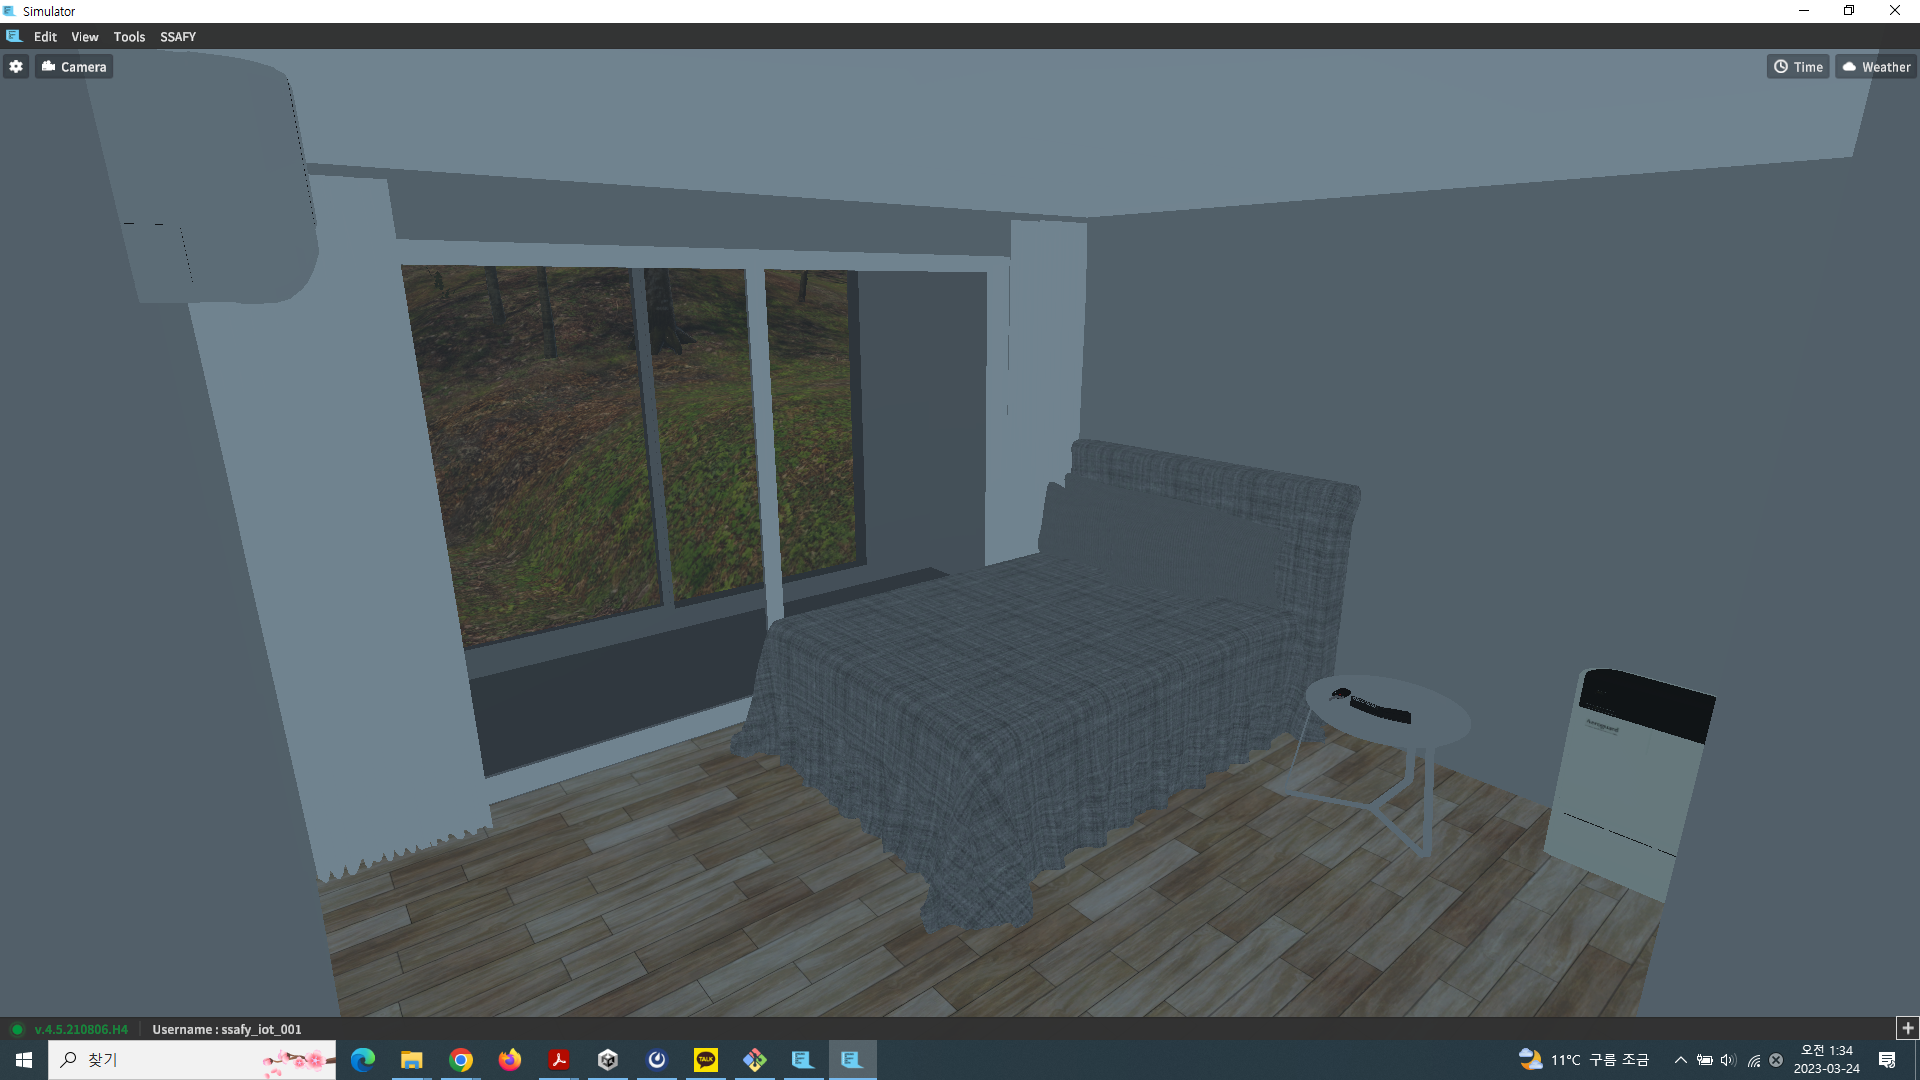 Simulator
Edit View Tools SSAFY
Camera
Time Weather
v.4.5.210806.H4 Username : ssafy_iot_001
찾기
TALK
11°C 구름 조금
오전 1:34
2023-03-24